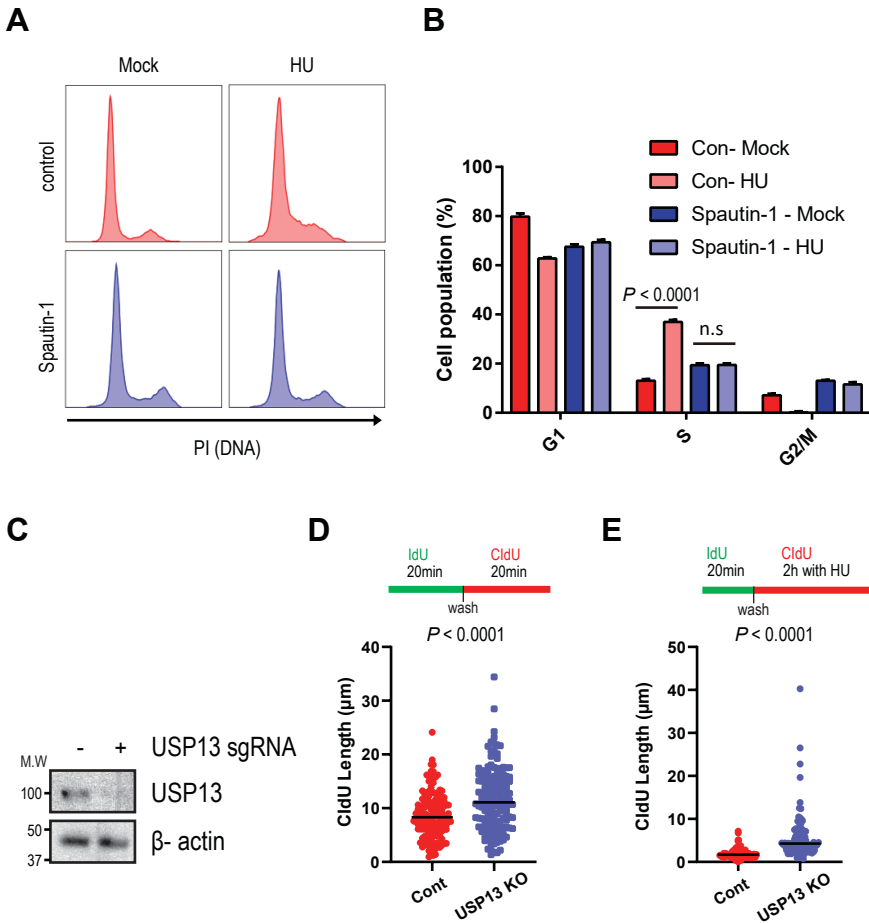 A
Mock
HU
control
Spautin-1
PI (DNA)
B
Con- Mock
Con- HU
Spautin-1 - Mock
Spautin-1 - HU
Cell population (%)
100
80
60
40
20
0
P < 0.0001
n.s
G1
S
G2/M
C
- + USP13 sgRNA
M.W
100
USP13
50
37
β- actin
D
IdU
20min
CldU
20min
wash
P < 0.0001
CldU Length (μm)
40
30
20
10
0
Cont
USP13 KO
E
IdU
20min
CldU
2h with HU
wash
P < 0.0001
CldU Length (μm)
50
40
30
20
10
0
Cont
USP13 KO